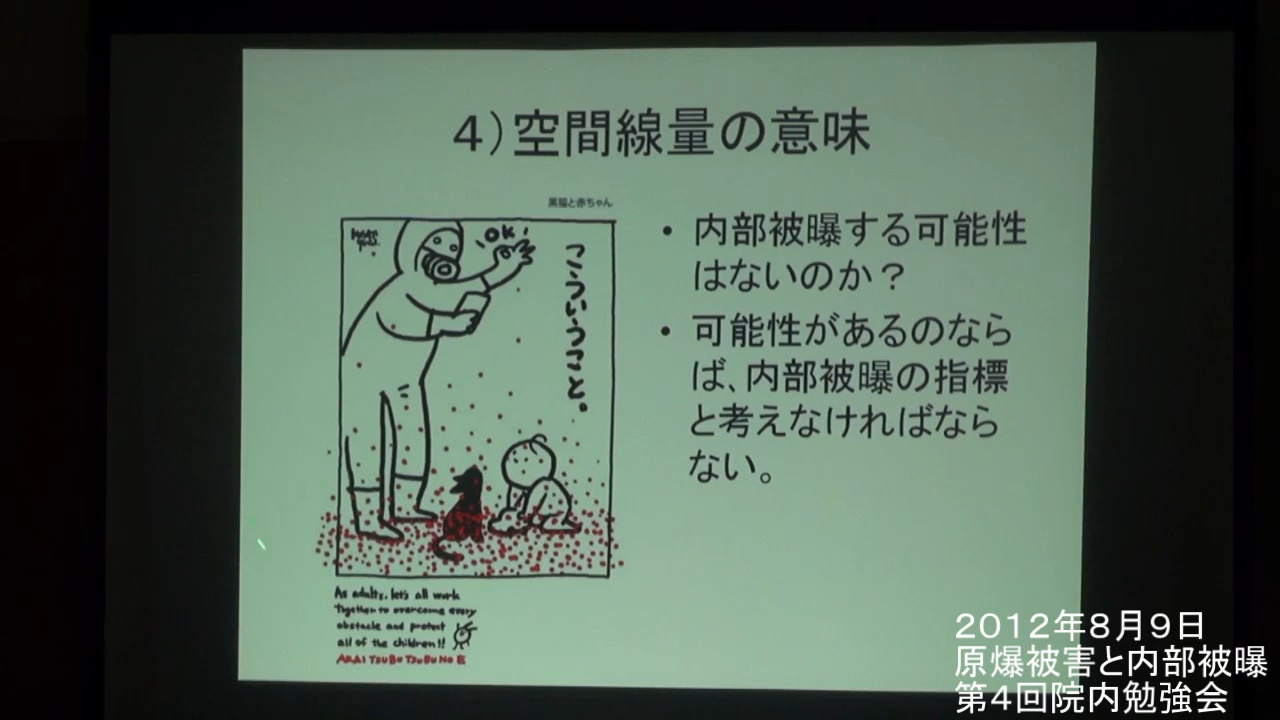 4）空間線量の意味
黒猫と赤ちゃん
OK!
こういうこと。
• 内部被曝する可能性
はないのか？
• 可能性があるのなら
ば、内部被曝の指標
と考えなければなら
ない。
As adults, let's all work
together to overcome every
obstacle and protect
all of the children!!
AKAI TSUBU TSUBU NO E
2012年8月9日
原爆被害と内部被曝
第4回院内勉強会